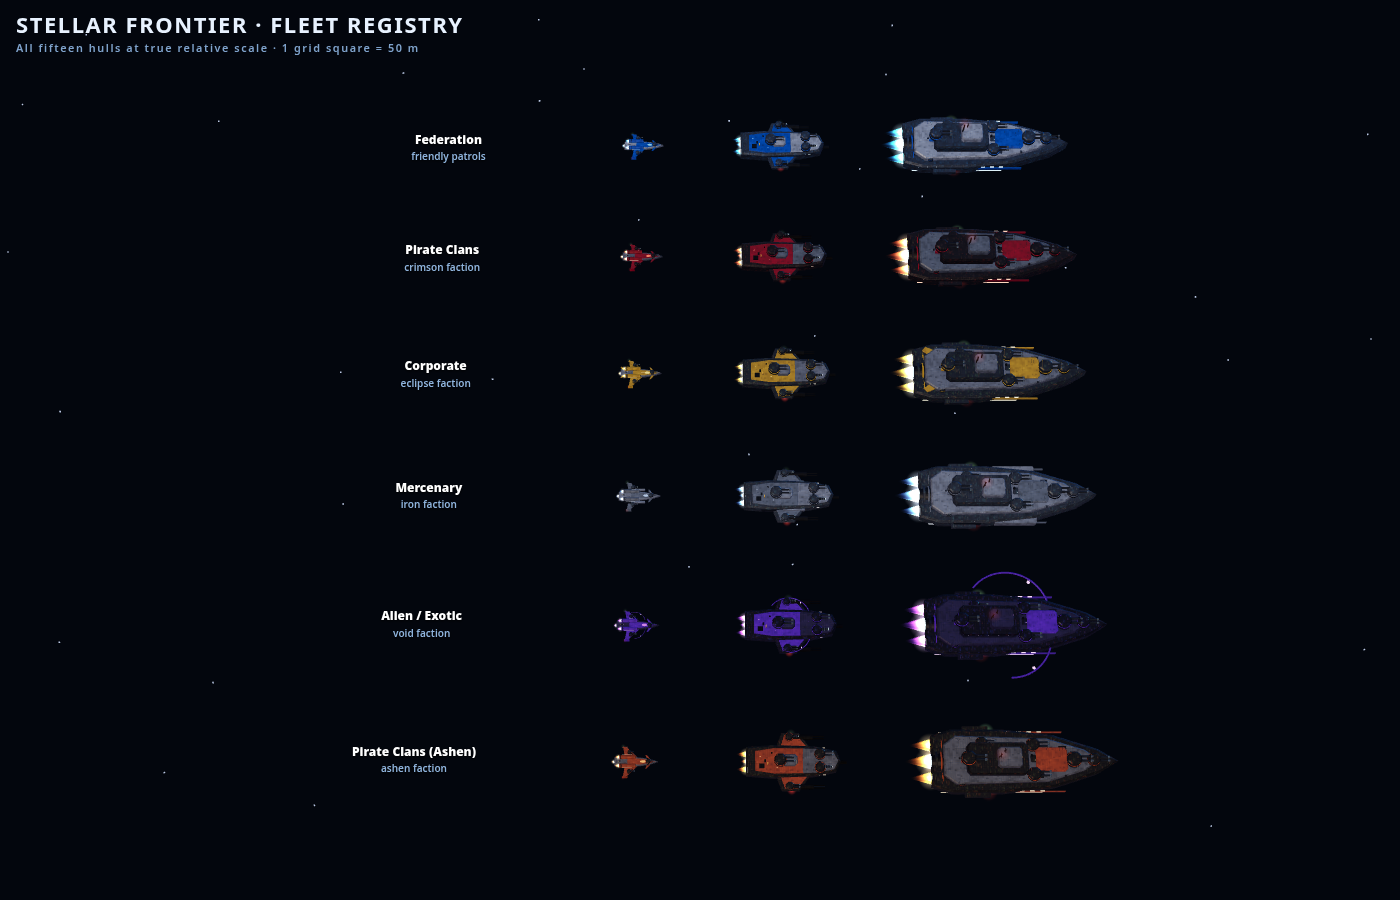 STELLAR FRONTIER · FLEET REGISTRY
All fifteen hulls at true relative scale · 1 grid square = 50 m
Federation
friendly patrols
Pirate Clans
crimson faction
Corporate
eclipse faction
Mercenary
iron faction
Alien / Exotic
void faction
Pirate Clans (Ashen)
ashen faction